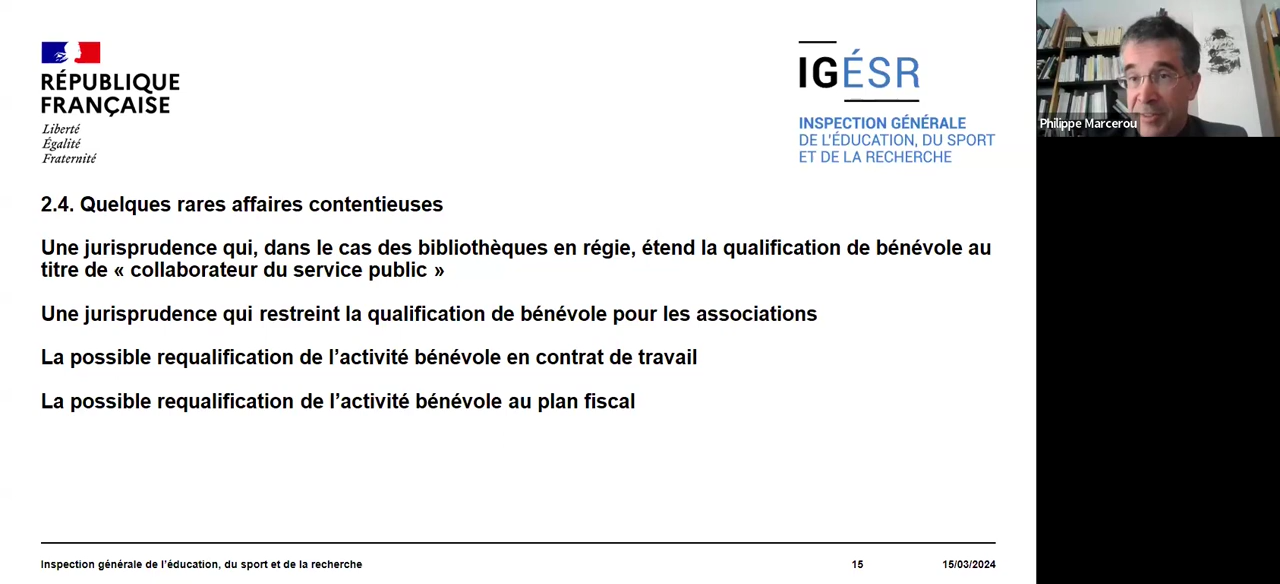 RÉPUBLIQUE
FRANÇAISE
Liberté
Égalité
Fraternité
IGÉSR
INSPECTION GÉNÉRALE
DE L'ÉDUCATION, DU SPORT
ET DE LA RECHERCHE
Philippe Marcerou
2.4. Quelques rares affaires contentieuses
Une jurisprudence qui, dans le cas des bibliothèques en régie, étend la qualification de bénévole au
titre de « collaborateur du service public »
Une jurisprudence qui restreint la qualification de bénévole pour les associations
La possible requalification de l’activité bénévole en contrat de travail
La possible requalification de l’activité bénévole au plan fiscal
Inspection générale de l’éducation, du sport et de la recherche
15
15/03/2024